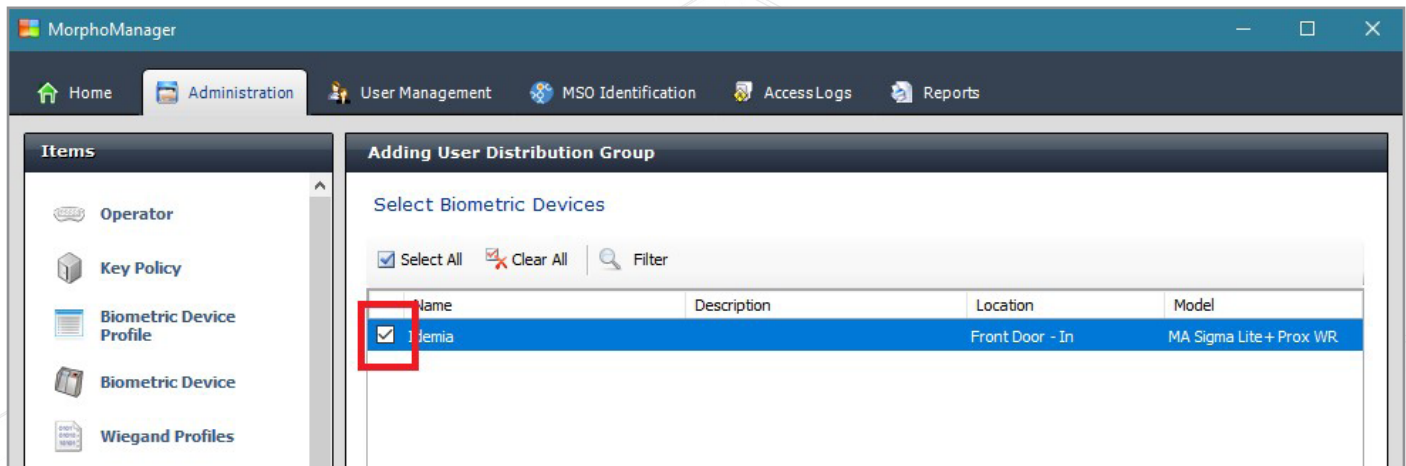 MorphoManager
Home Administration User Management MSO Identification AccessLogs Reports
Items
Operator
Key Policy
Biometric Device
Profile
Biometric Device
Wiegand Profiles
Adding User Distribution Group
Select Biometric Devices
Select All Clear All Filter
Name Description Location Model
Idemia Front Door - In MA Sigma Lite + Prox WR